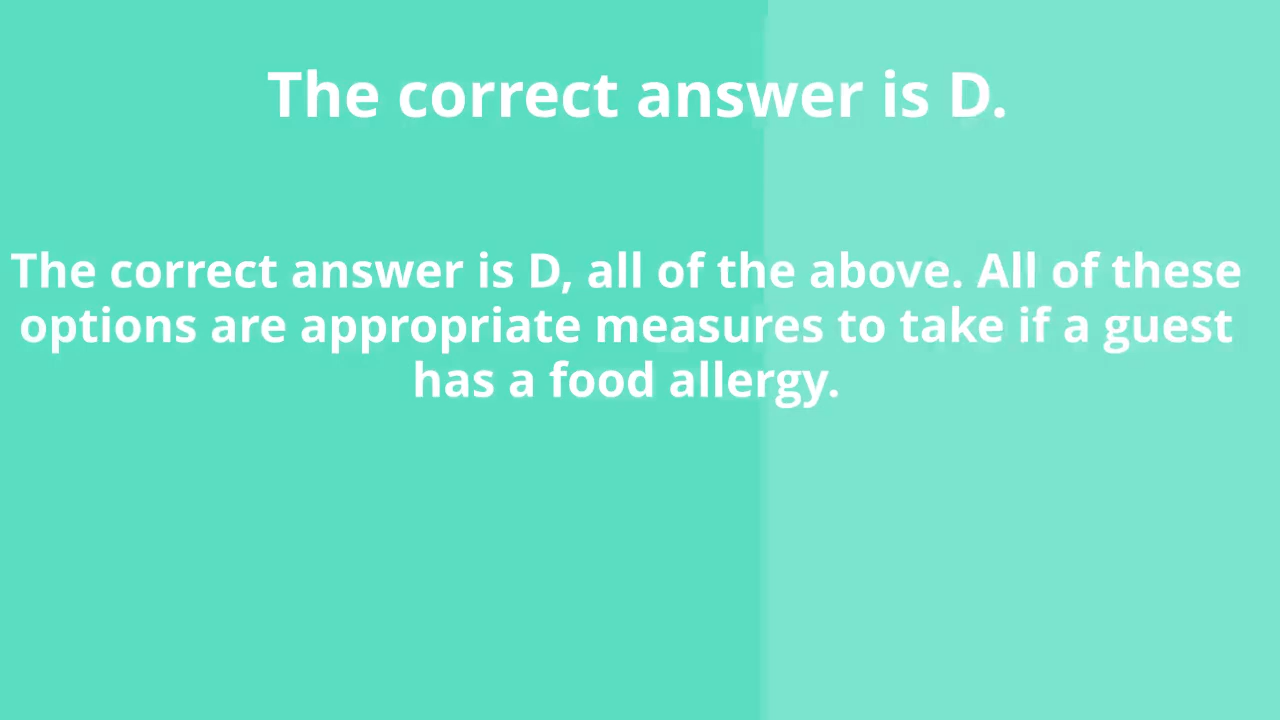 The correct answer is D.
The correct answer is D, all of the above. All of these
options are appropriate measures to take if a guest
has a food allergy.